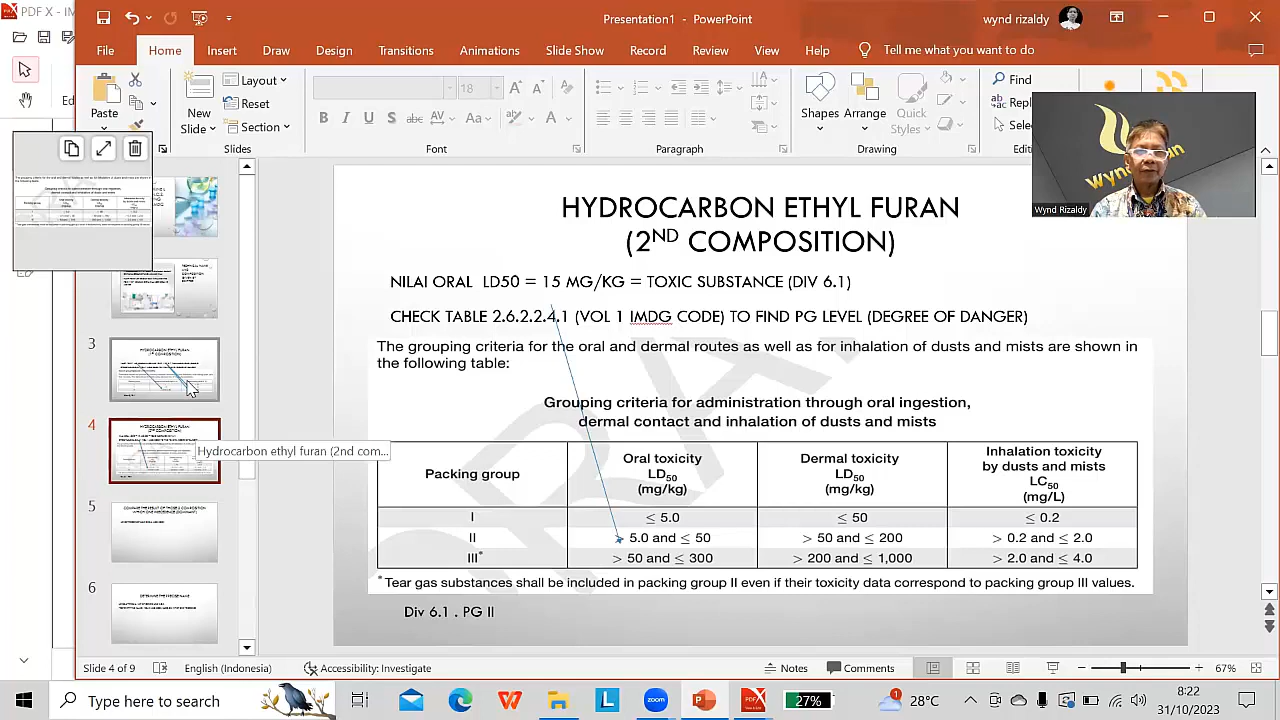 PDF X - IM
Presentation1 - PowerPoint
wynd rizaldy
File Home Insert Draw Design Transitions Animations Slide Show Record Review View Help Tell me what you want to do
Paste
New
Slide
Layout
Reset
Section
18
Shapes
Arrange
Quick
Styles
Find
Repl
Sele
Slides
Font
Paragraph
Drawing
Editi
Wynd Rizaldy
HYDROCARBON ETHYL FURAN
(2ND COMPOSITION)
NILAI ORAL LD50 = 15 MG/KG = TOXIC SUBSTANCE (DIV 6.1)
CHECK TABLE 2.6.2.2.4.1 (VOL 1 IMDG CODE) TO FIND PG LEVEL (DEGREE OF DANGER)
The grouping criteria for the oral and dermal routes as well as for inhalation of dusts and mists are shown in
the following table:
Grouping criteria for administration through oral ingestion,
dermal contact and inhalation of dusts and mists
Packing group
Oral toxicity
LD50
(mg/kg)
Dermal toxicity
LD50
(mg/kg)
Inhalation toxicity
by dusts and mists
LC50
(mg/L)
I ≤ 5.0 ≤ 50 ≤ 0.2
II 5.0 and ≤ 50 > 50 and ≤ 200 > 0.2 and ≤ 2.0
III* > 50 and ≤ 300 > 200 and ≤ 1,000 > 2.0 and ≤ 4.0
* Tear gas substances shall be included in packing group II even if their toxicity data correspond to packing group III values.
Div 6.1 . PG II
3
4
Hydrocarbon ethyl furan (2nd com...
5
6
Slide 4 of 9
English (Indonesia)
Accessibility: Investigate
Notes
Comments
67%
Type here to search
27%
28°C
8:22
31/10/2023